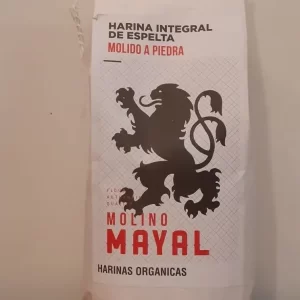 HARINA INTEGRAL
DE ESPELTA
MOLIDO A PIEDRA
MOLINO
MAYAL
HARINAS ORGANICAS